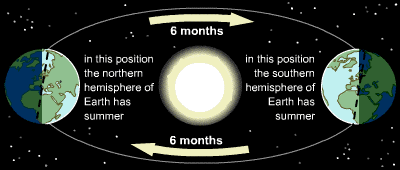 6 months
in this position
the northern
hemisphere of
Earth has
summer
in this position
the southern
hemisphere of
Earth has
summer
6 months